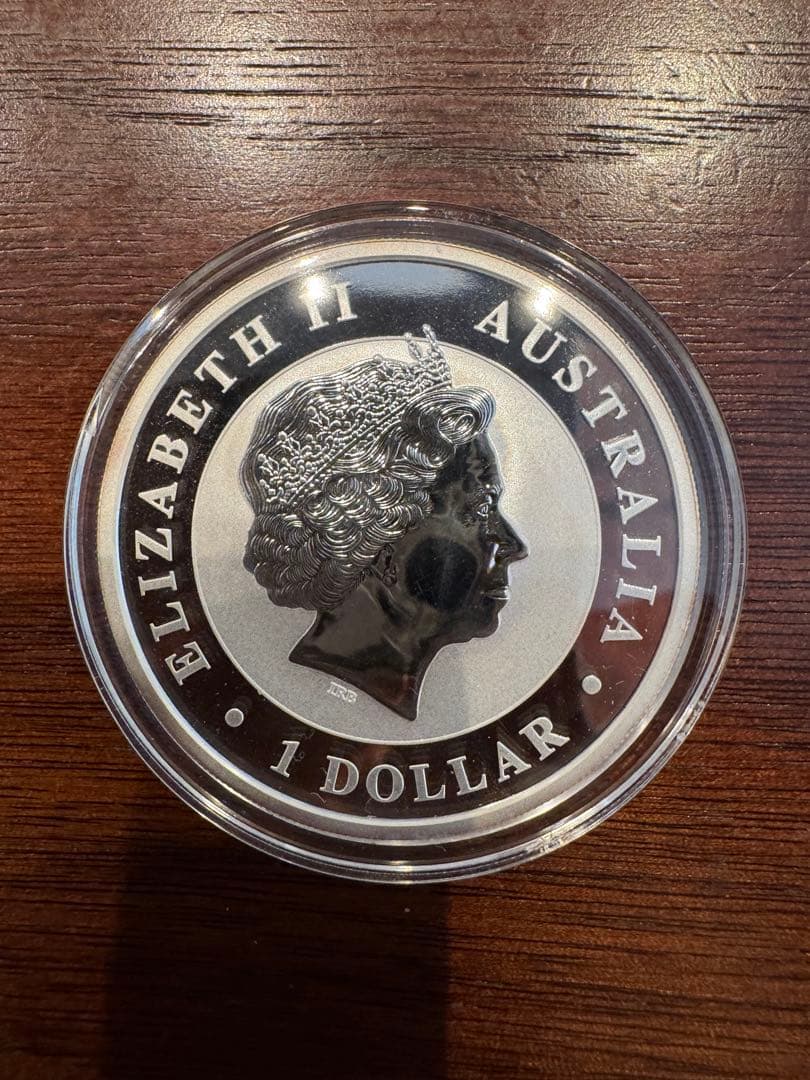 ELIZABETH II AUSTRALIA
• 1 DOLLAR •
IRB